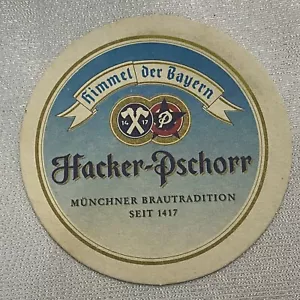 Himmel der Bayern
14 17 P
Hacker-Pschorr
MÜNCHNER BRAUTRADITION
SEIT 1417